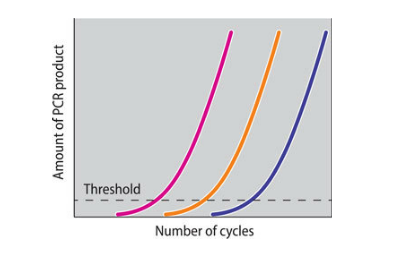 Amount of PCR product
Threshold
Number of cycles